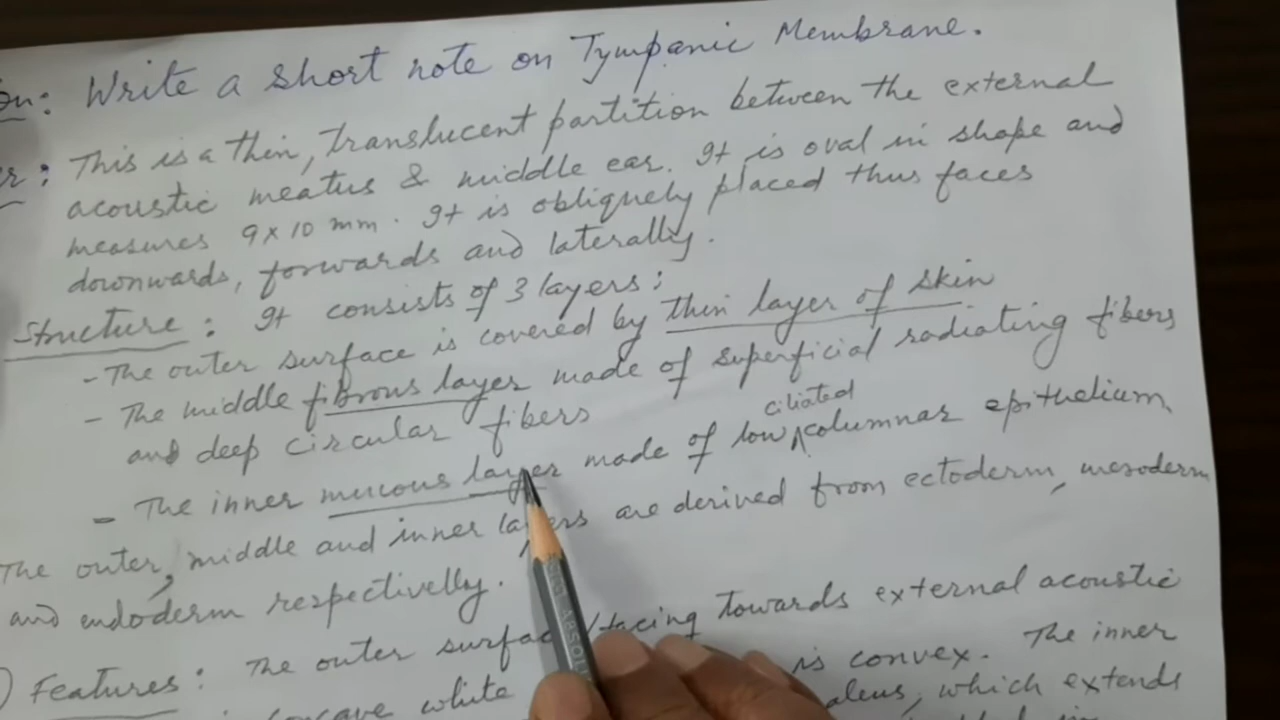 on: Write a short note on Tympanic Membrane.
r: This is a thin, translucent partition between the external
acoustic meatus & middle ear. It is oval in shape and
measures 9 x 10 mm. It is obliquely placed thus faces
downwards, forwards and laterally.
Structure: It consists of 3 layers:
- The outer surface is covered by thin layer of skin
- The middle fibrous layer made of superficial radiating fibers
and deep circular fibers
- The inner mucous layer made of low ciliated columnar epithelium
The outer, middle and inner layers are derived from ectoderm, mesoderm
and endoderm respectivelly.
) Features: The outer surface facing towards external acoustic
concave white is convex. The inner
which extends